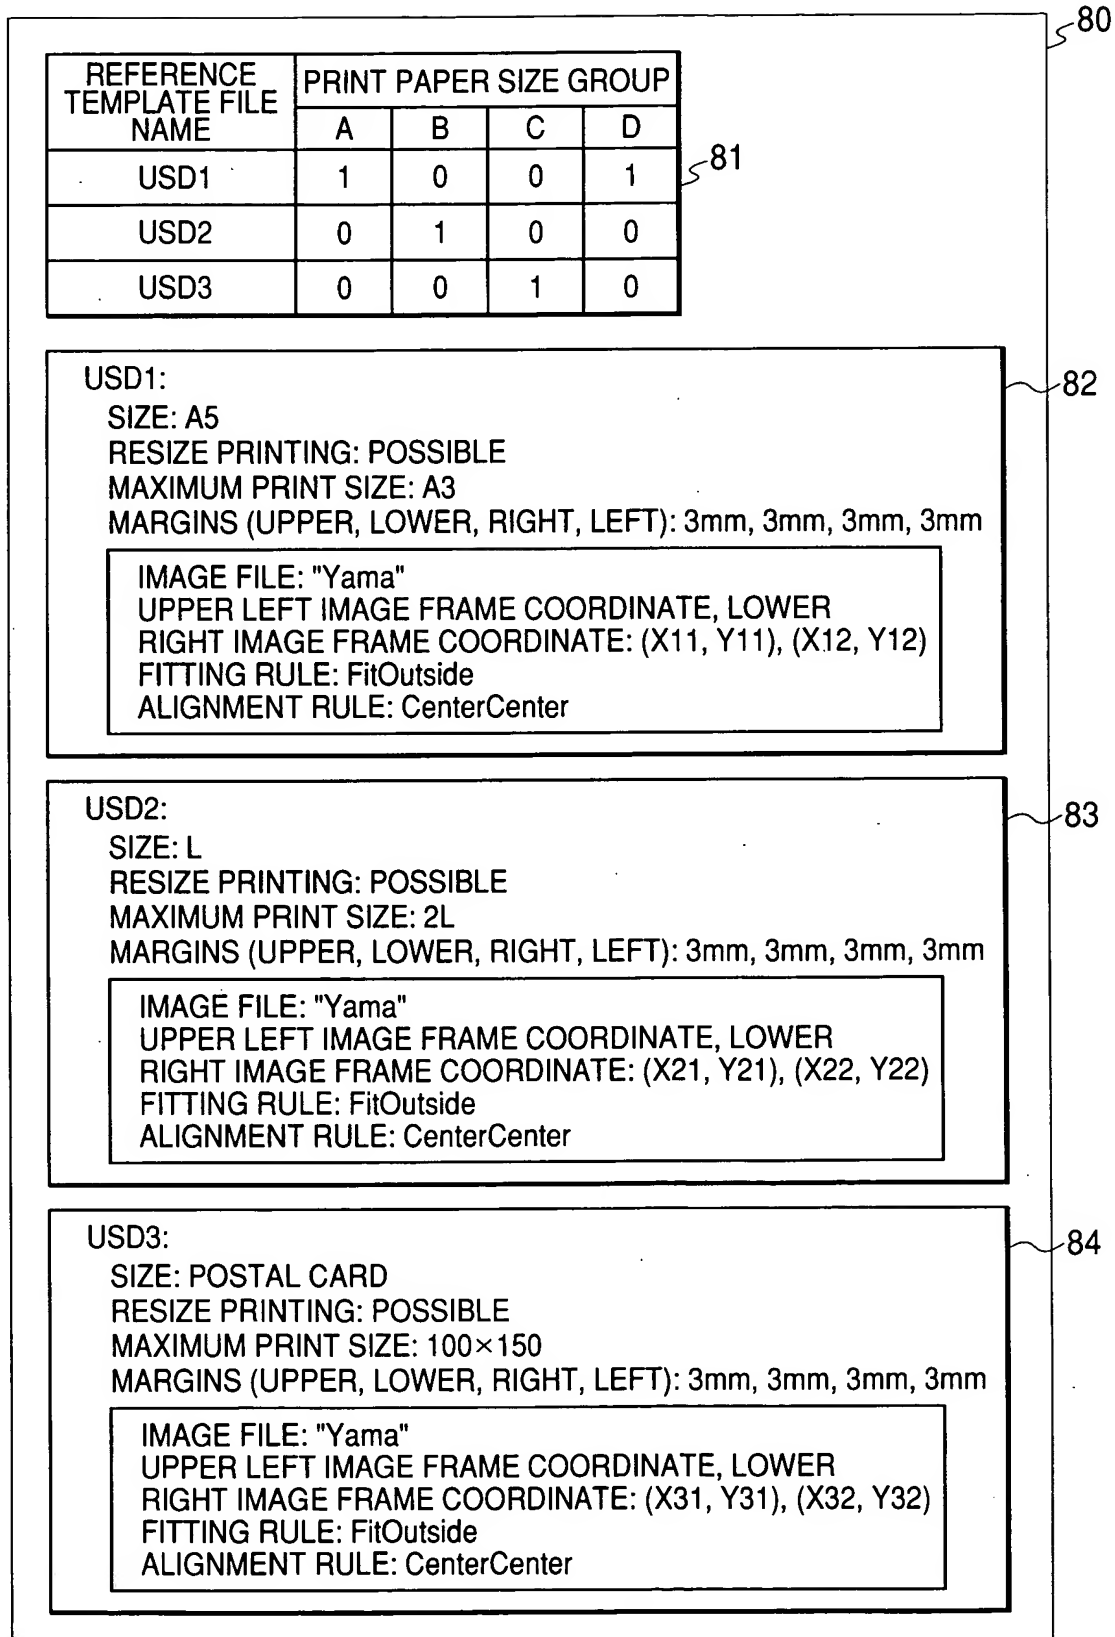 80
REFERENCE
TEMPLATE FILE
NAME
PRINT PAPER SIZE GROUP
A B C D
81
USD1 1 0 0 1
USD2 0 1 0 0
USD3 0 0 1 0
82
USD1:
SIZE: A5
RESIZE PRINTING: POSSIBLE
MAXIMUM PRINT SIZE: A3
MARGINS (UPPER, LOWER, RIGHT, LEFT): 3mm, 3mm, 3mm, 3mm
IMAGE FILE: "Yama"
UPPER LEFT IMAGE FRAME COORDINATE, LOWER
RIGHT IMAGE FRAME COORDINATE: (X11, Y11), (X12, Y12)
FITTING RULE: FitOutside
ALIGNMENT RULE: CenterCenter
83
USD2:
SIZE: L
RESIZE PRINTING: POSSIBLE
MAXIMUM PRINT SIZE: 2L
MARGINS (UPPER, LOWER, RIGHT, LEFT): 3mm, 3mm, 3mm, 3mm
IMAGE FILE: "Yama"
UPPER LEFT IMAGE FRAME COORDINATE, LOWER
RIGHT IMAGE FRAME COORDINATE: (X21, Y21), (X22, Y22)
FITTING RULE: FitOutside
ALIGNMENT RULE: CenterCenter
84
USD3:
SIZE: POSTAL CARD
RESIZE PRINTING: POSSIBLE
MAXIMUM PRINT SIZE: 100×150
MARGINS (UPPER, LOWER, RIGHT, LEFT): 3mm, 3mm, 3mm, 3mm
IMAGE FILE: "Yama"
UPPER LEFT IMAGE FRAME COORDINATE, LOWER
RIGHT IMAGE FRAME COORDINATE: (X31, Y31), (X32, Y32)
FITTING RULE: FitOutside
ALIGNMENT RULE: CenterCenter